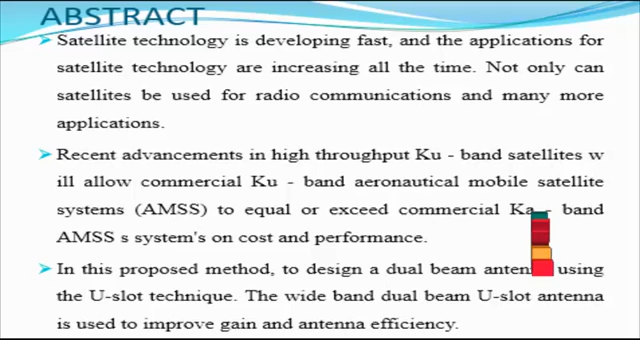 ABSTRACT
➤ Satellite technology is developing fast, and the applications for
satellite technology are increasing all the time. Not only can
satellites be used for radio communications and many more
applications.
➤ Recent advancements in high throughput Ku - band satellites w
ill allow commercial Ku - band aeronautical mobile satellite
systems (AMSS) to equal or exceed commercial Ka - band
AMSS s system's on cost and performance.
➤ In this proposed method, to design a dual beam using
the U-slot technique. The wide band dual beam U-slot antenna
is used to improve gain and antenna efficiency.